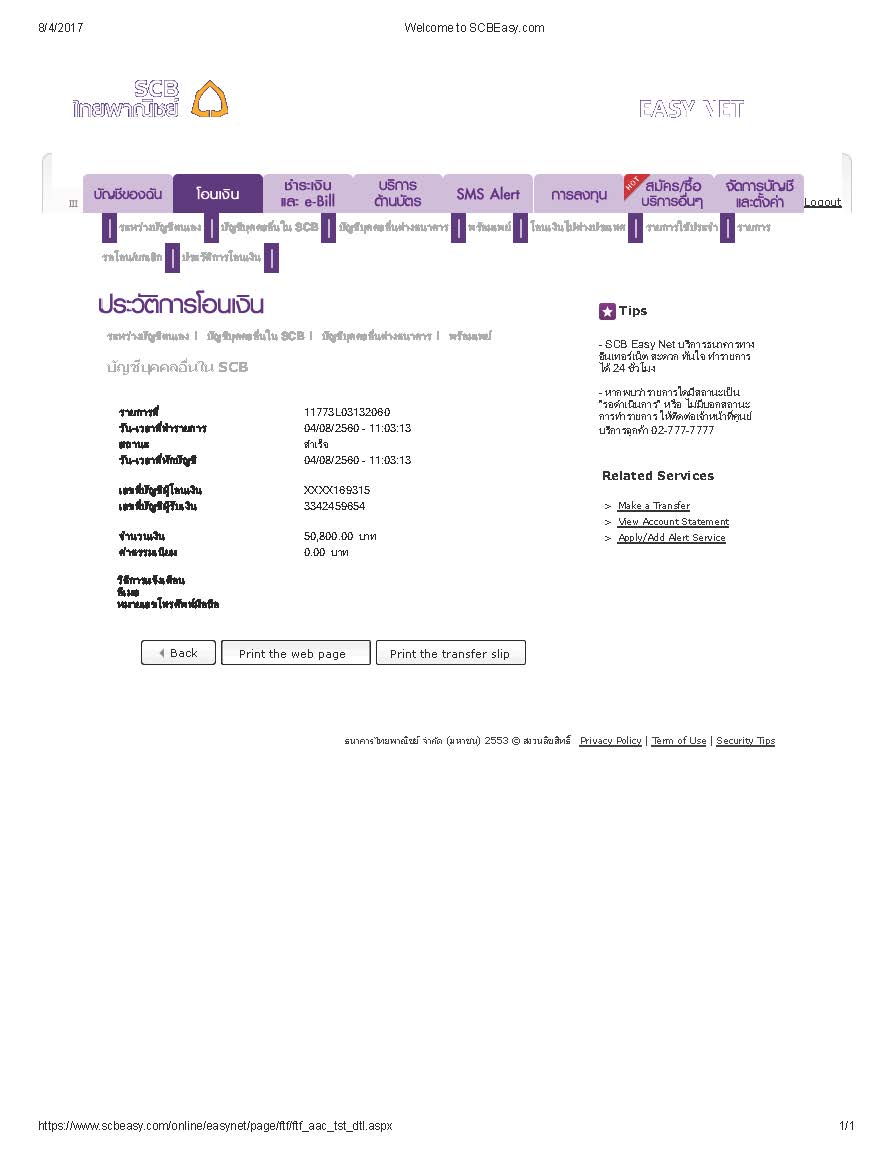 8/4/2017 Welcome to SCBEasy.com
SCB
ไทยพาณิชย์
EASY NET
บัญชีของฉัน โอนเงิน ชำระเงินและ e-Bill บริการด้านบัตร SMS Alert การลงทุน HOT สมัคร/ซื้อบริการอื่นๆ จัดการบัญชีและตั้งค่า Logout
ระหว่างบัญชีตนเอง บัญชีบุคคลอื่นใน SCB บัญชีบุคคลอื่นต่างธนาคาร พร้อมเพย์ โอนเงินไปต่างประเทศ รายการใช้ประจำ รายการ
รอโอน/ยกเลิก ประวัติการโอนเงิน
ประวัติการโอนเงิน
ระหว่างบัญชีตนเอง | บัญชีบุคคลอื่นใน SCB | บัญชีบุคคลอื่นต่างธนาคาร | พร้อมเพย์
บัญชีบุคคลอื่นใน SCB
รายการที่ 11773L03132060
วัน-เวลาที่ทำรายการ 04/08/2560 - 11:03:13
สถานะ สำเร็จ
วัน-เวลาที่หักบัญชี 04/08/2560 - 11:03:13
เลขที่บัญชีผู้โอนเงิน XXXX169315
เลขที่บัญชีผู้รับเงิน 3342459654
จำนวนเงิน 50,800.00 บาท
ค่าธรรมเนียม 0.00 บาท
วิธีการแจ้งเตือน
อีเมล
หมายเลขโทรศัพท์มือถือ
Back Print the web page Print the transfer slip
Tips
- SCB Easy Net บริการธนาคารทาง
อินเทอร์เน็ต สะดวก ทันใจ ทำรายการ
ได้ 24 ชั่วโมง
- หากพบว่ารายการใดมีสถานะเป็น
"รอดำเนินการ" หรือ ไม่มีบอกสถานะ
การทำรายการ ให้ติดต่อเจ้าหน้าที่ศูนย์
บริการลูกค้า 02-777-7777
Related Services
> Make a Transfer
> View Account Statement
> Apply/Add Alert Service
ธนาคารไทยพาณิชย์ จำกัด (มหาชน) 2553 © สงวนลิขสิทธิ์ Privacy Policy | Term of Use | Security Tips
https://www.scbeasy.com/online/easynet/page/ftf/ftf_aac_tst_dtl.aspx 1/1